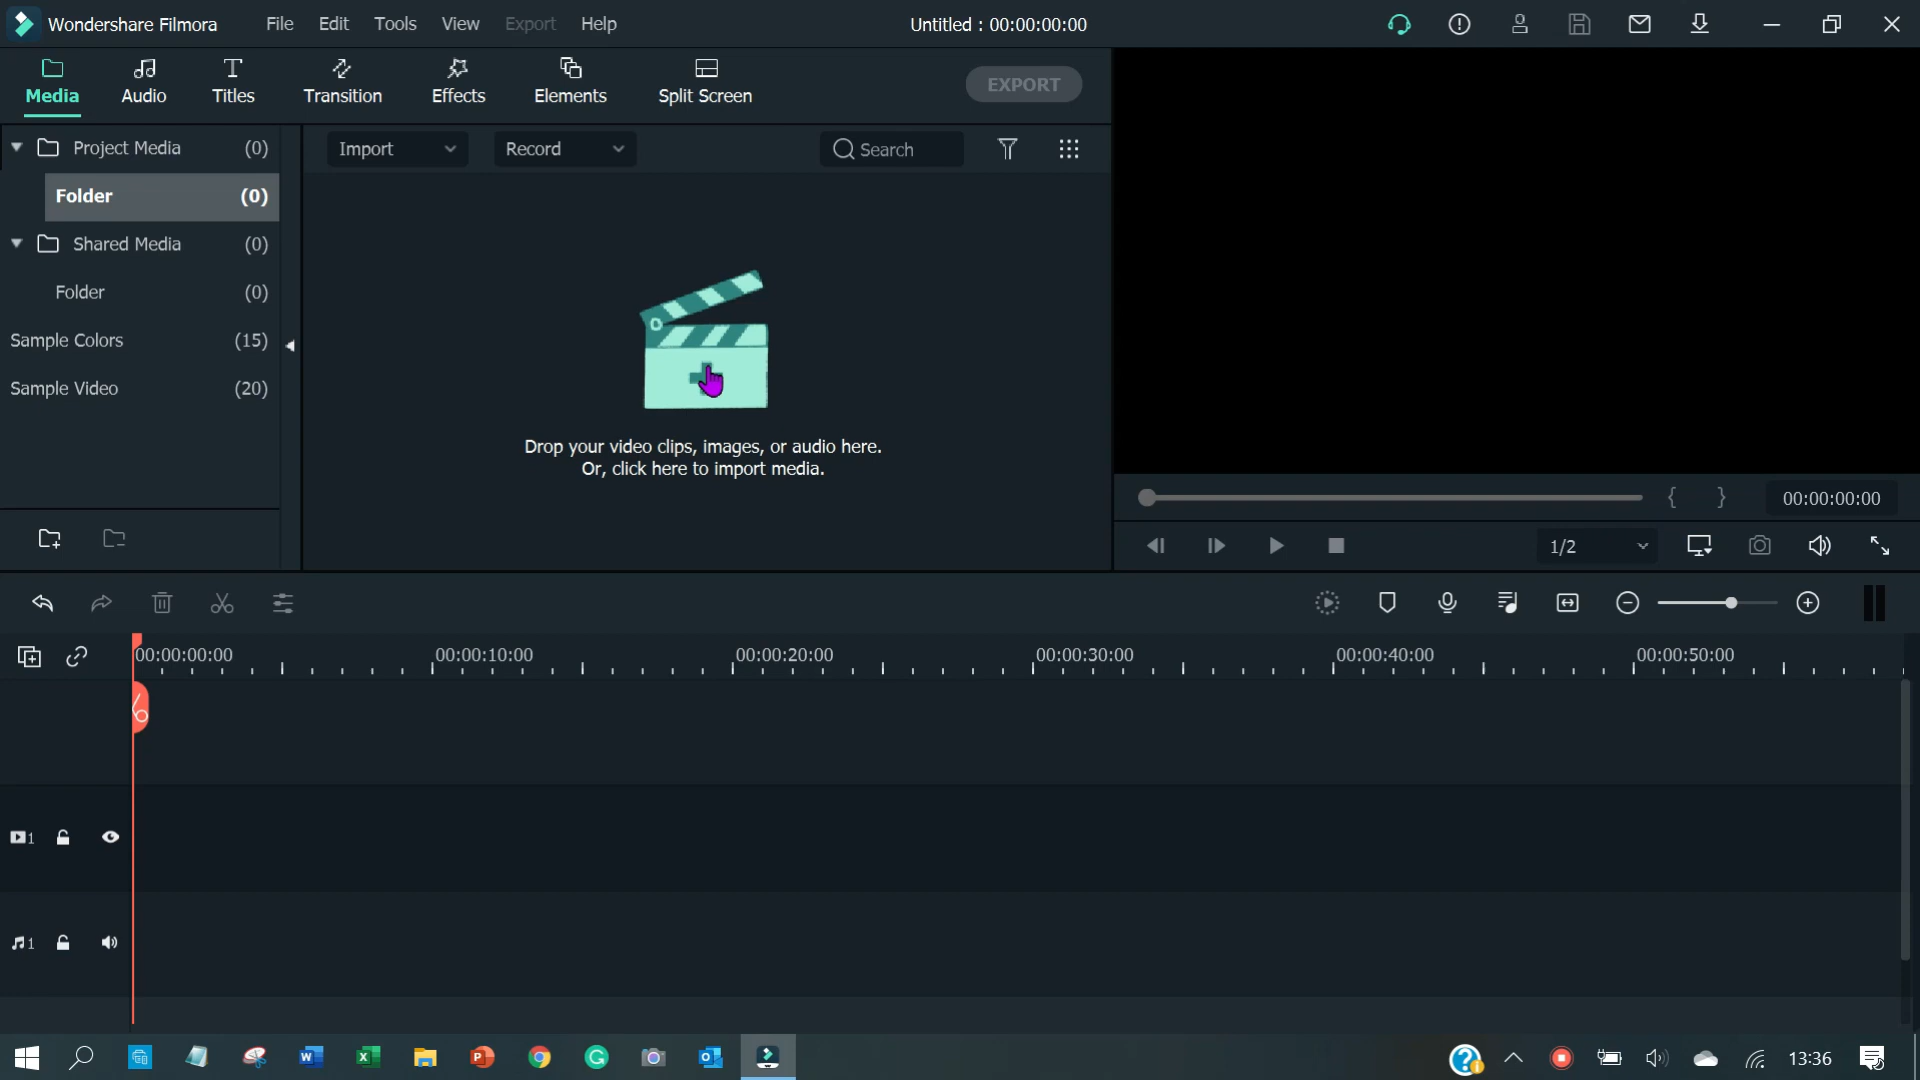 Wondershare Filmora
File Edit Tools View Export Help
Untitled : 00:00:00:00
Media Audio Titles Transition Effects Elements Split Screen
EXPORT
Project Media (0)
Folder (0)
Shared Media (0)
Folder (0)
Sample Colors (15)
Sample Video (20)
Import Record Search
Drop your video clips, images, or audio here.
Or, click here to import media.
00:00:00:00
1/2
00:00:00:00 00:00:10:00 00:00:20:00 00:00:30:00 00:00:40:00 00:00:50:00
1
1
13:36